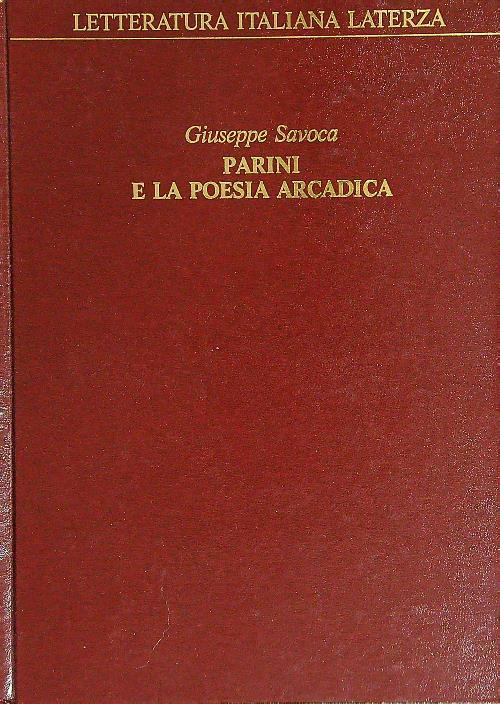 LETTERATURA ITALIANA LATERZA
Giuseppe Savoca
PARINI
E LA POESIA ARCADICA